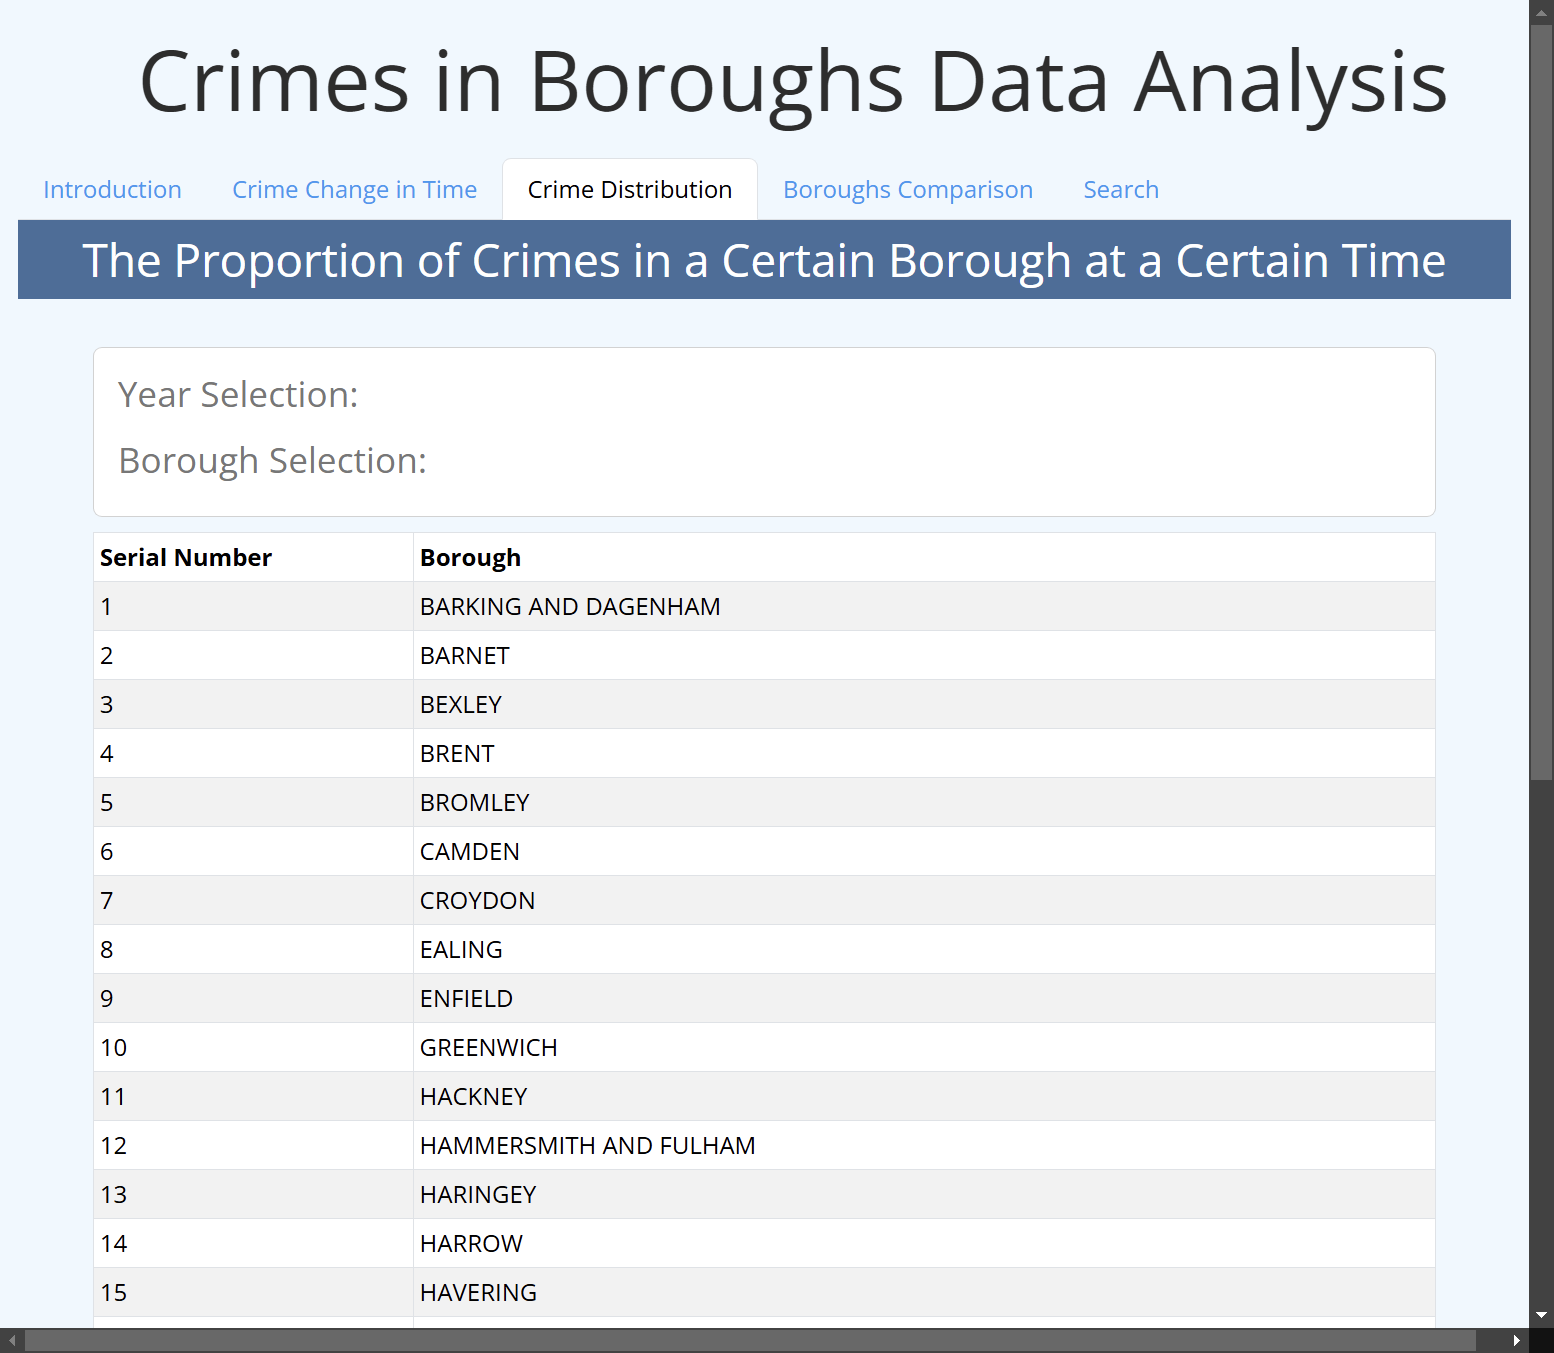 Crimes in Boroughs Data Analysis
Introduction Crime Change in Time Crime Distribution Boroughs Comparison Search
The Proportion of Crimes in a Certain Borough at a Certain Time
Year Selection:
Borough Selection:
Serial Number Borough
1 BARKING AND DAGENHAM
2 BARNET
3 BEXLEY
4 BRENT
5 BROMLEY
6 CAMDEN
7 CROYDON
8 EALING
9 ENFIELD
10 GREENWICH
11 HACKNEY
12 HAMMERSMITH AND FULHAM
13 HARINGEY
14 HARROW
15 HAVERING